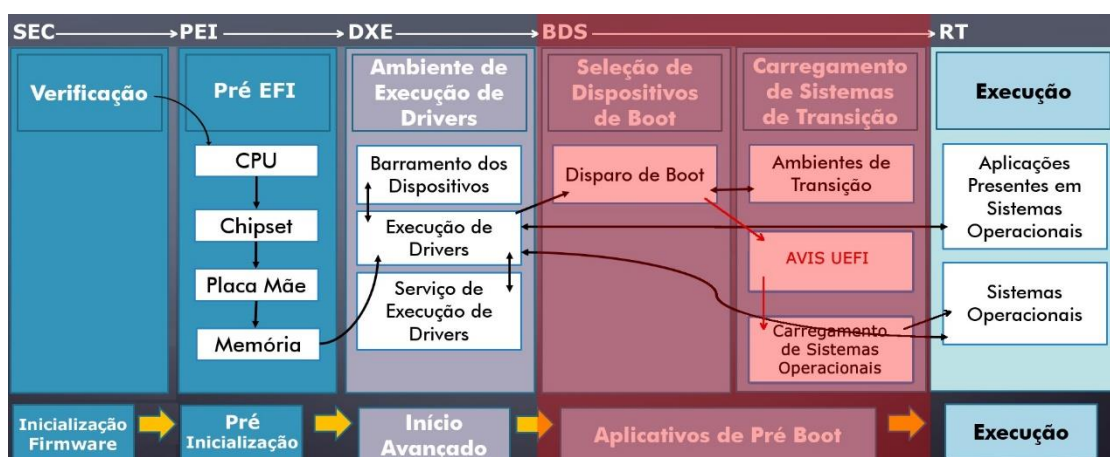 SEC PEI DXE BDS RT
Verificação
Pré EFI
Ambiente de
Execução de
Drivers
Seleção de
Dispositivos
de Boot
Carregamento
de Sistemas
de Transição
Execução
CPU
Chipset
Placa Mãe
Memória
Barramento dos
Dispositivos
Execução de
Drivers
Serviço de
Execução de
Drivers
Disparo de Boot
Ambientes de
Transição
AVIS UEFI
Carregamento
de Sistemas
Operacionais
Aplicações
Presentes em
Sistemas
Operacionais
Sistemas
Operacionais
Inicialização
Firmware
Pré
Inicialização
Início
Avançado
Aplicativos de Pré Boot
Execução